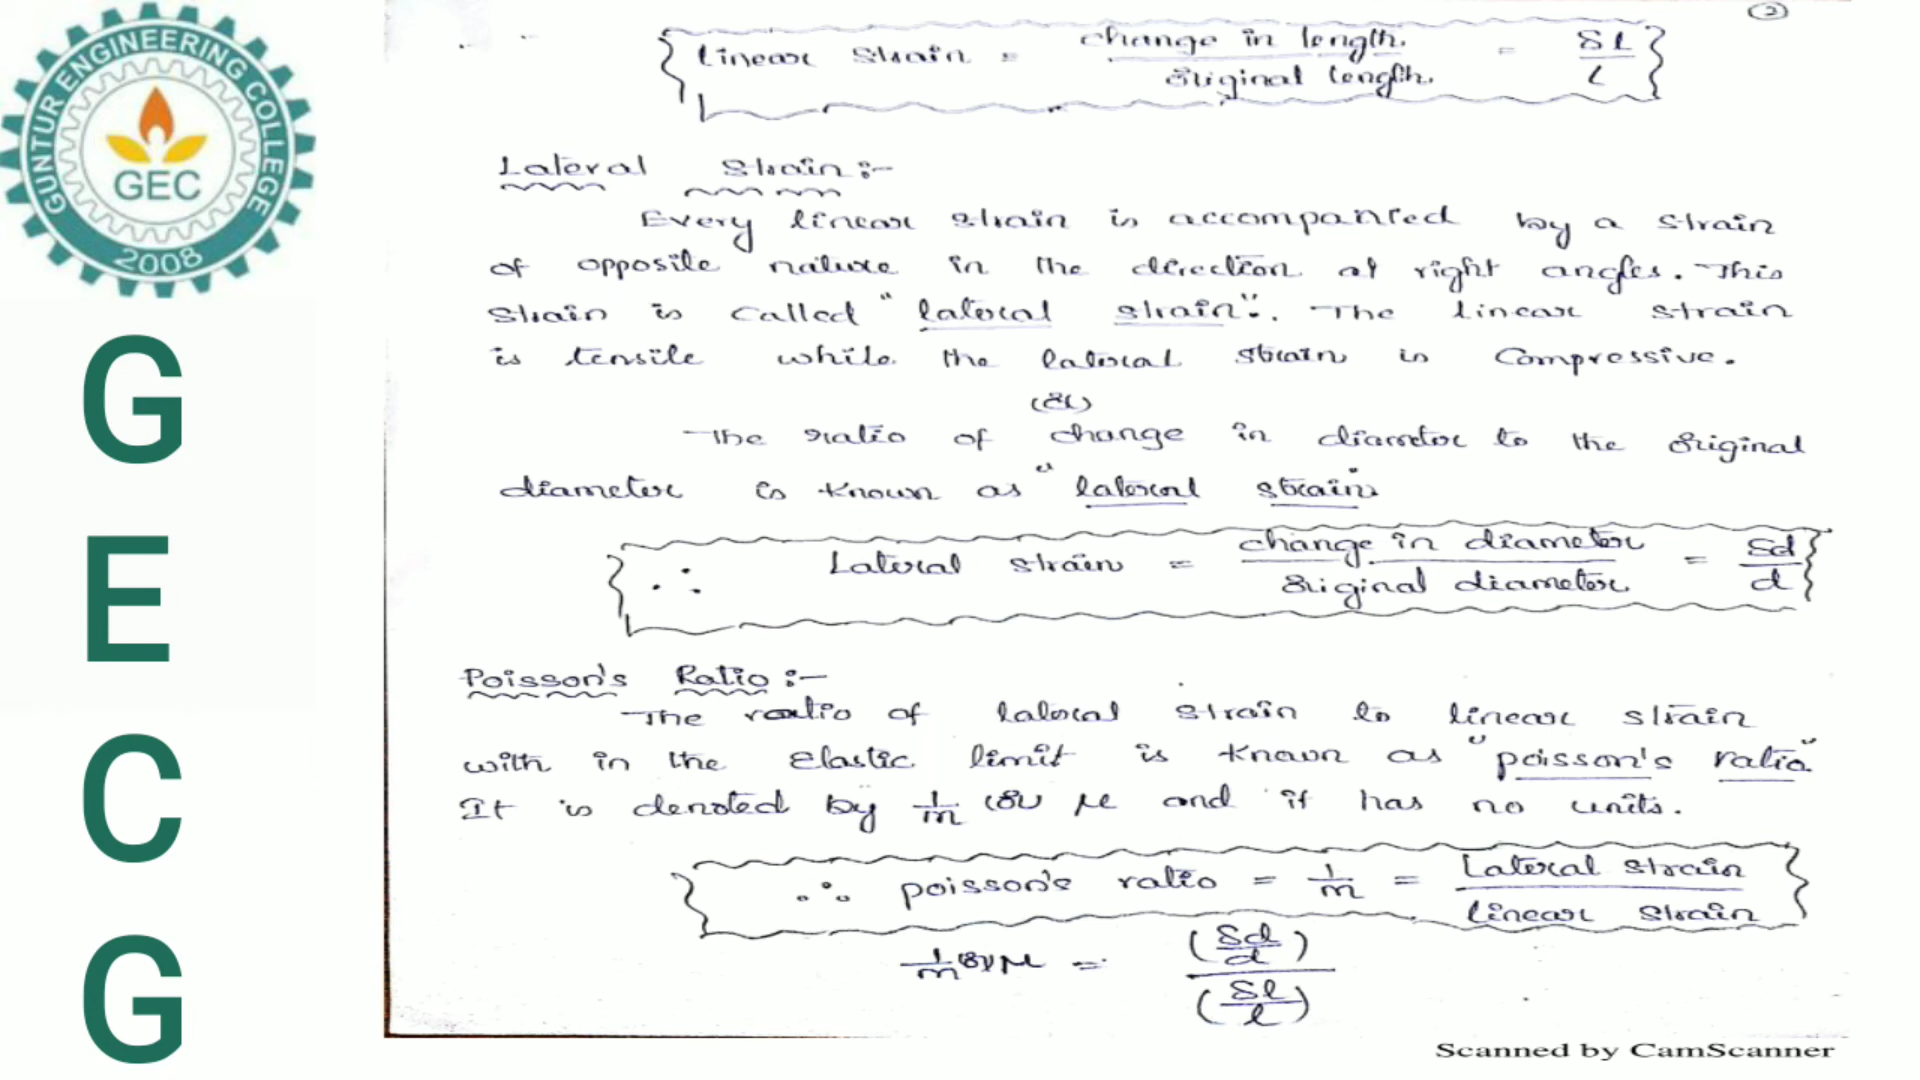 GUNTUR ENGINEERING COLLEGE
GEC
2008
G
E
C
G
2
Linear strain = change in length / original length = δl / l
Lateral Strain :-
Every linear strain is accompanied by a strain
of opposite nature in the direction at right angles. This
strain is called "lateral strain". The linear strain
is tensile while the lateral strain is compressive.
(or)
The ratio of change in diameter to the original
diameter is known as "lateral strain"
∴ Lateral strain = change in diameter / original diameter = δd / d
Poisson's Ratio :-
The ratio of lateral strain to linear strain
with in the elastic limit is known as "poisson's ratio"
It is denoted by 1/m (or) μ and it has no units.
∴ poisson's ratio = 1/m = Lateral strain / linear strain
1/m (or) μ = (δd/d) / (δl/l)
Scanned by CamScanner